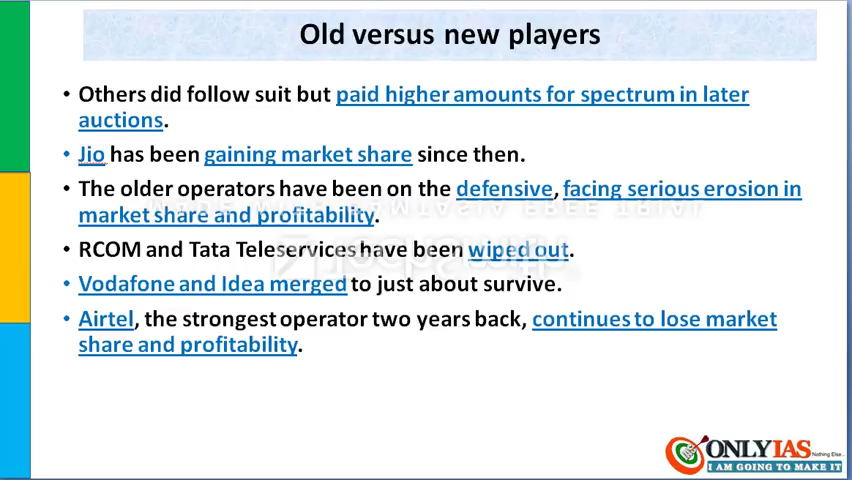 Old versus new players
• Others did follow suit but paid higher amounts for spectrum in later
auctions.
• Jio has been gaining market share since then.
• The older operators have been on the defensive, facing serious erosion in
market share and profitability.
• RCOM and Tata Teleservices have been wiped out.
• Vodafone and Idea merged to just about survive.
• Airtel, the strongest operator two years back, continues to lose market
share and profitability.
ONLYIAS
Nothing Else..
I AM GOING TO MAKE IT